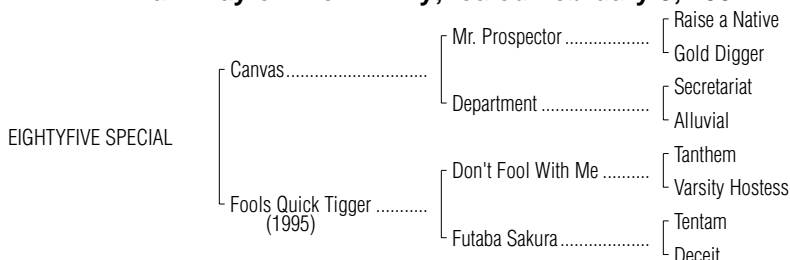 Raise a Native
Mr. Prospector ..................
Gold Digger
Canvas.............................
Secretariat
Department .......................
Alluvial
EIGHTYFIVE SPECIAL
Tanthem
Don't Fool With Me ..........
Varsity Hostess
Fools Quick Tigger ...........
(1995)
Tentam
Futaba Sakura...................
Deceit